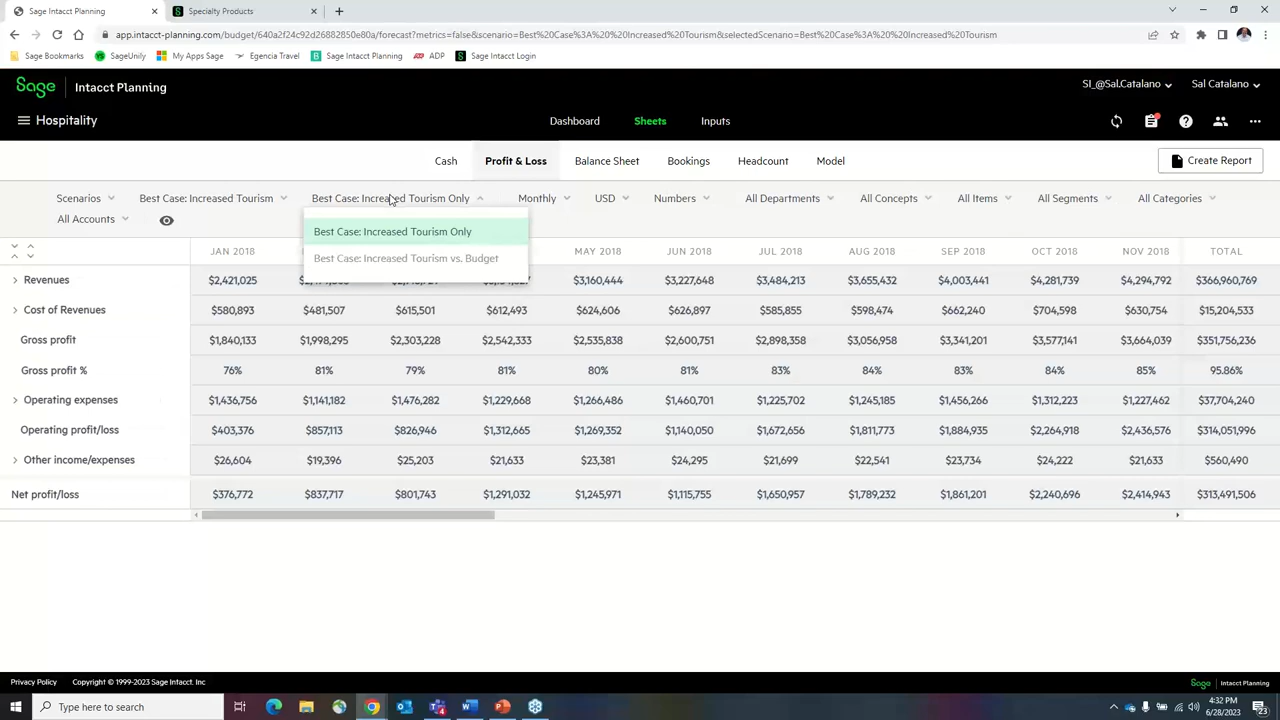 Sage Intacct Planning
Specialty Products
app.intacct-planning.com/budget/640a2f24c92d26882850e80a/forecast?metrics=false&scenario=Best%20Case%3A%20%20Increased%20Tourism&selectedScenano=Best%20Case%3A%20%20Increased%20Tourism
Sage Bookmarks
SageUnily
My Apps Sage
Egencia Travel
Sage Intacct Planning
ADP
Sage Intacct Login
Sage Intacct Planning
SI_@Sal.Catalano
Sal Catalano
Hospitality
Dashboard
Sheets
Inputs
Cash
Profit & Loss
Balance Sheet
Bookings
Headcount
Model
Create Report
Scenarios
Best Case: Increased Tourism
Best Case: Increased Tourism Only
Monthly
USD
Numbers
All Departments
All Concepts
All Items
All Segments
All Categories
All Accounts
Best Case: Increased Tourism Only
Best Case: Increased Tourism vs. Budget
JAN 2018 MAY 2018 JUN 2018 JUL 2018 AUG 2018 SEP 2018 OCT 2018 NOV 2018 TOTAL
Revenues $2,421,025 $3,160,444 $3,227,648 $3,484,213 $3,655,432 $4,003,441 $4,281,739 $4,294,792 $366,960,769
Cost of Revenues $580,893 $481,507 $615,501 $612,493 $624,606 $626,897 $585,855 $598,474 $662,240 $704,598 $630,754 $15,204,533
Gross profit $1,840,133 $1,998,295 $2,303,228 $2,542,333 $2,535,838 $2,600,751 $2,898,358 $3,056,958 $3,341,201 $3,577,141 $3,664,039 $351,756,236
Gross profit % 76% 81% 79% 81% 80% 81% 83% 84% 83% 84% 85% 95.86%
Operating expenses $1,436,756 $1,141,182 $1,476,282 $1,229,668 $1,266,486 $1,460,701 $1,225,702 $1,245,185 $1,456,266 $1,312,223 $1,227,462 $37,704,240
Operating profit/loss $403,376 $857,113 $826,946 $1,312,665 $1,269,352 $1,140,050 $1,672,656 $1,811,773 $1,884,935 $2,264,918 $2,436,576 $314,051,996
Other income/expenses $26,604 $19,396 $25,203 $21,633 $23,381 $24,295 $21,699 $22,541 $23,734 $24,222 $21,633 $560,490
Net profit/loss $376,772 $837,717 $801,743 $1,291,032 $1,245,971 $1,115,755 $1,650,957 $1,789,232 $1,861,201 $2,240,696 $2,414,943 $313,491,506
Privacy Policy
Copyright © 1999-2023 Sage Intacct. Inc
Sage Intacct Planning
Type here to search
4:32 PM
6/28/2023
23